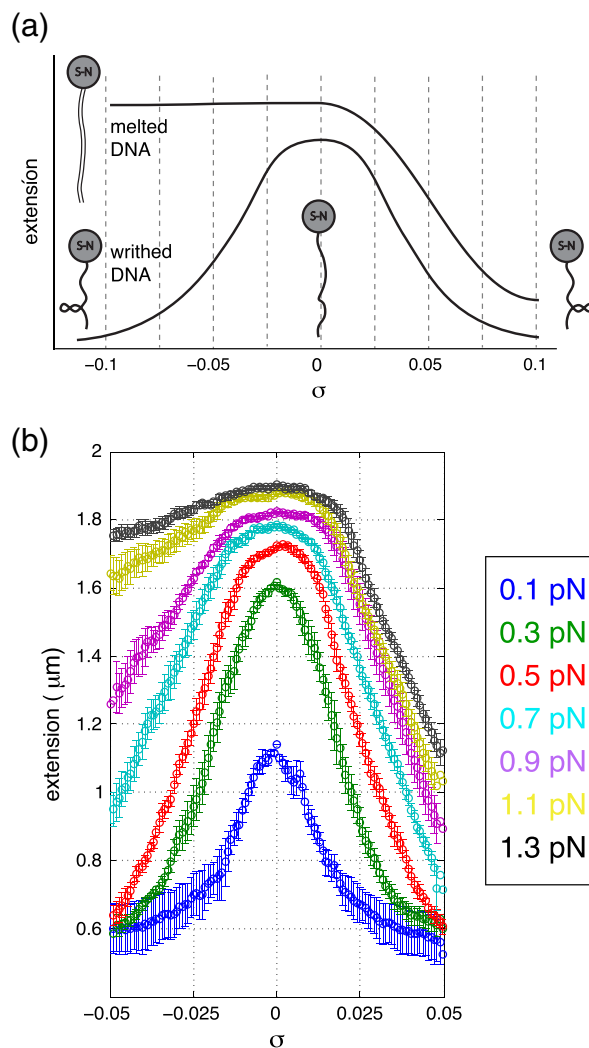 (a)
S-N
melted
DNA
extension
S-N
S-N
S-N
writhed
DNA
−0.1
−0.05
0
0.05
0.1
σ
(b)
2
1.8
1.6
1.4
1.2
1
0.8
0.6
extension ( μm)
−0.05
−0.025
0
0.025
0.05
σ
0.1 pN
0.3 pN
0.5 pN
0.7 pN
0.9 pN
1.1 pN
1.3 pN